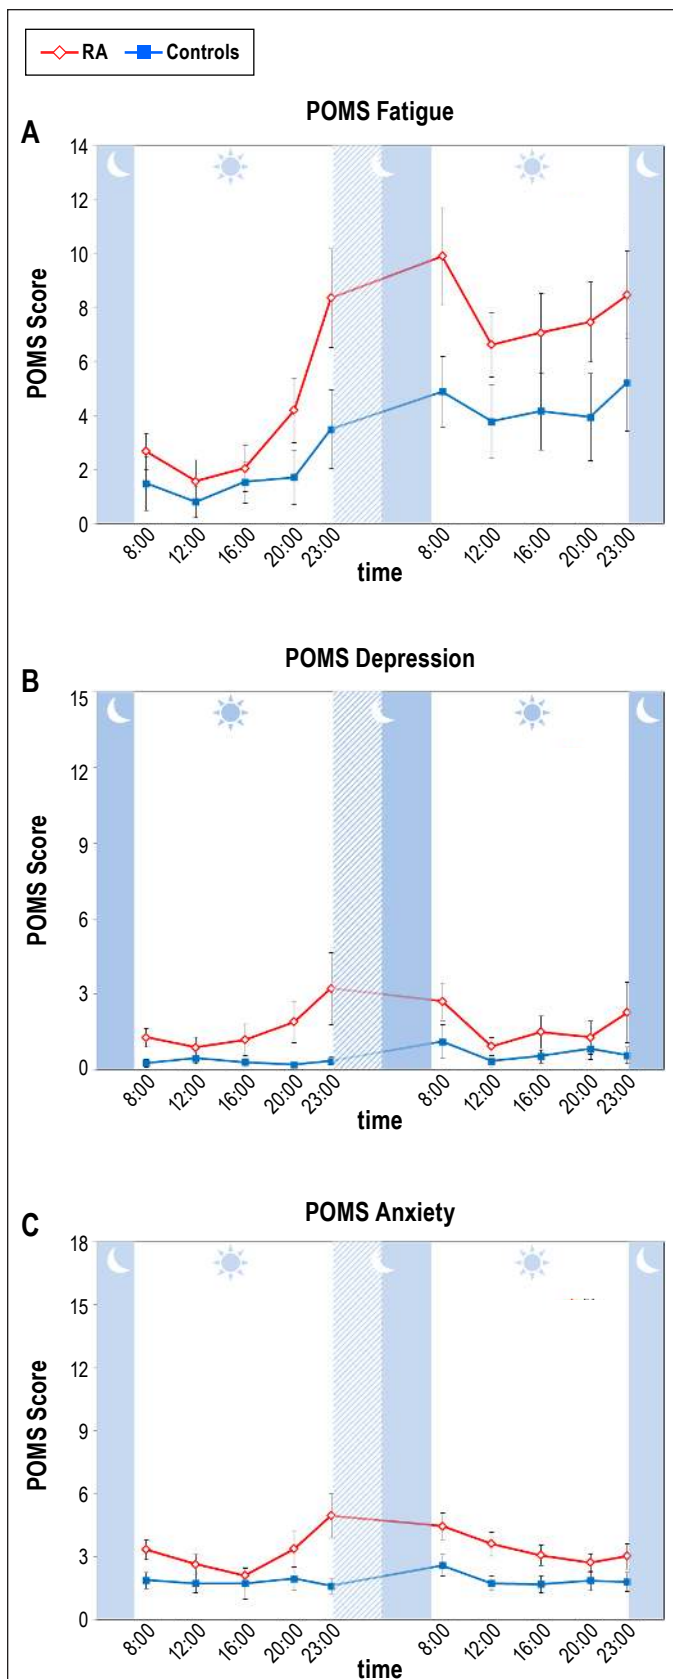 RA Controls
A
POMS Fatigue
14
12
10
8
6
4
2
0
POMS Score
8:00 12:00 16:00 20:00 23:00 8:00 12:00 16:00 20:00 23:00
time
B
POMS Depression
15
12
9
6
3
0
POMS Score
8:00 12:00 16:00 20:00 23:00 8:00 12:00 16:00 20:00 23:00
time
C
POMS Anxiety
18
15
12
9
6
3
0
POMS Score
8:00 12:00 16:00 20:00 23:00 8:00 12:00 16:00 20:00 23:00
time